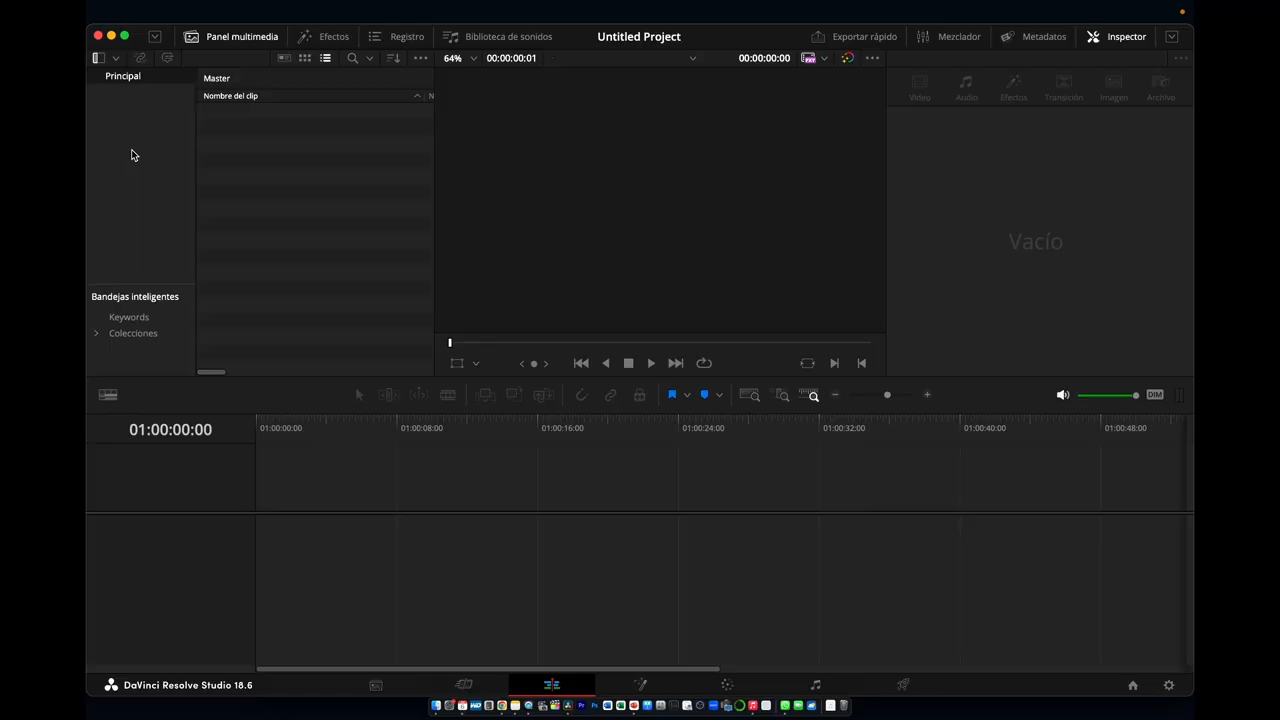 Panel multimedia
Efectos
Registro
Biblioteca de sonidos
Untitled Project
Exportar rápido
Mezclador
Metadatos
Inspector
64%
00:00:00:01
00:00:00:00
Principal
Master
Nombre del clip
N
Video
Audio
Efectos
Transición
Imagen
Archivo
Vacío
Bandejas inteligentes
Keywords
Colecciones
DIM
01:00:00:00
01:00:00:00
01:00:08:00
01:00:16:00
01:00:24:00
01:00:32:00
01:00:40:00
01:00:48:00
DaVinci Resolve Studio 18.6